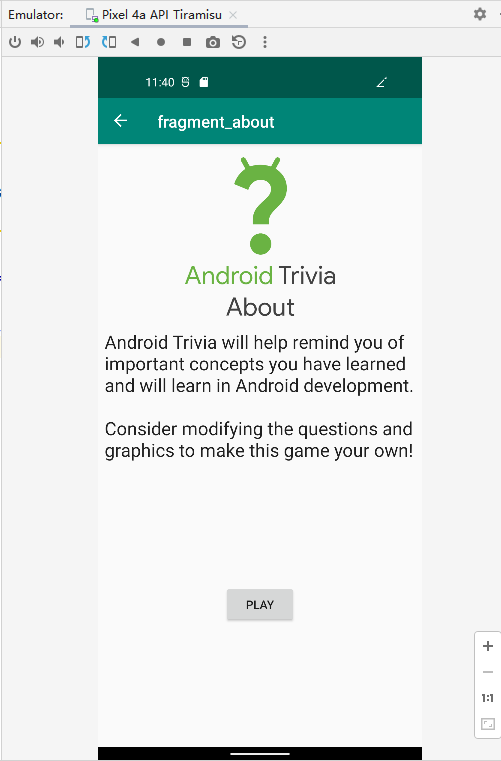 Emulator: Pixel 4a API Tiramisu
11:40
fragment_about
Android Trivia
About
Android Trivia will help remind you of
important concepts you have learned
and will learn in Android development.
Consider modifying the questions and
graphics to make this game your own!
PLAY
1:1